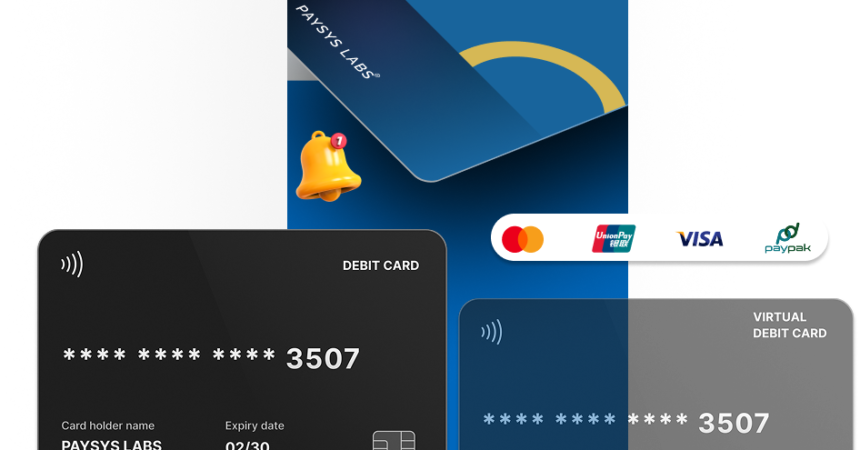 PAYSYS LABS®
1
UnionPay
银联
VISA
paypak
DEBIT CARD
**** **** **** 3507
Card holder name
Expiry date
PAYSYS LABS
02/30
VIRTUAL
DEBIT CARD
**** **** **** 3507